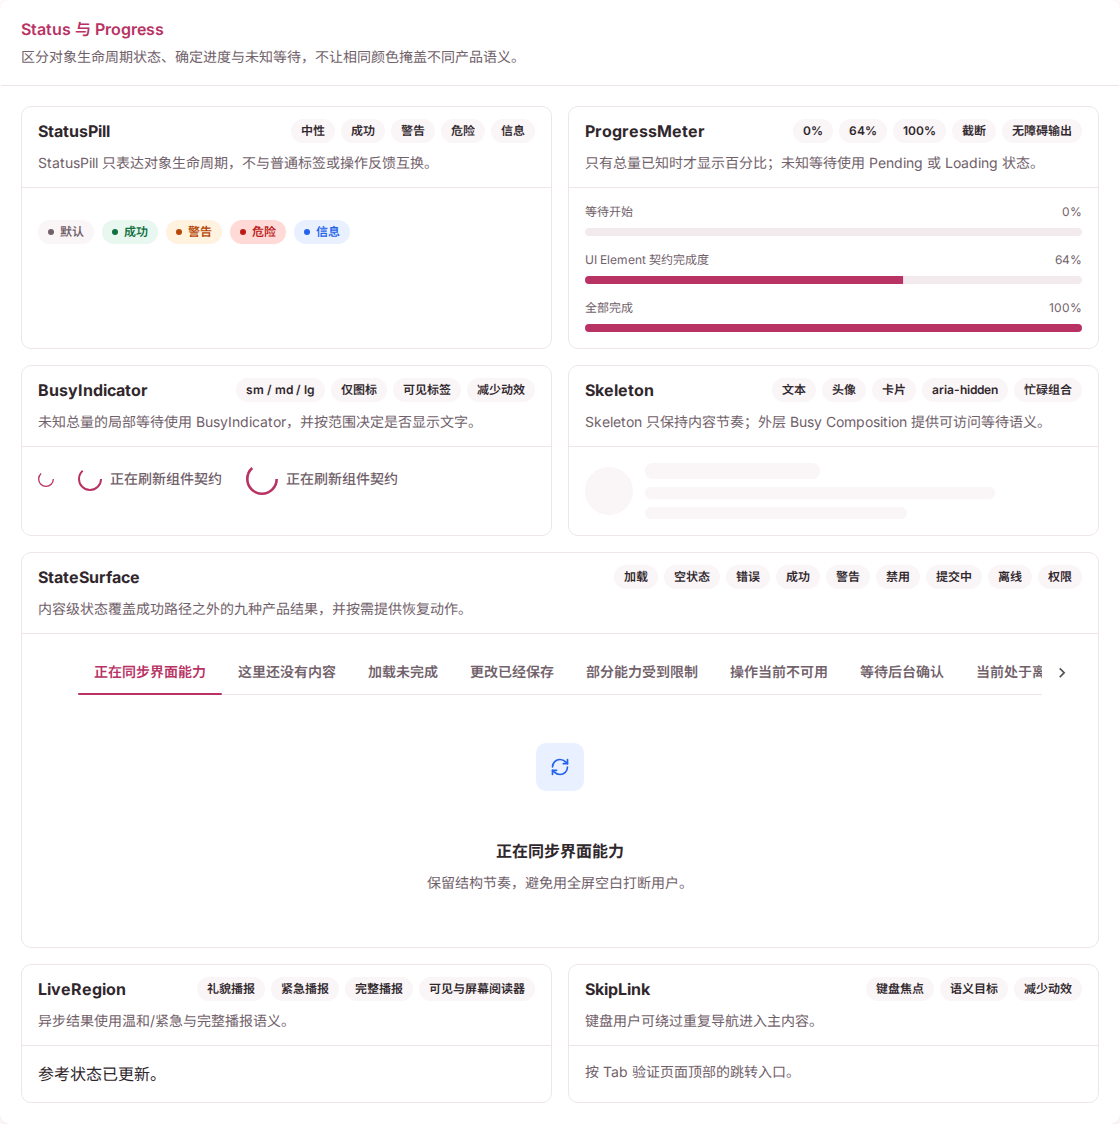 Status 与 Progress
区分对象生命周期状态、确定进度与未知等待，不让相同颜色掩盖不同产品语义。
StatusPill 中性 成功 警告 危险 信息
StatusPill 只表达对象生命周期，不与普通标签或操作反馈互换。
默认 成功 警告 危险 信息
ProgressMeter 0% 64% 100% 截断 无障碍输出
只有总量已知时才显示百分比；未知等待使用 Pending 或 Loading 状态。
等待开始 0%
UI Element 契约完成度 64%
全部完成 100%
BusyIndicator sm / md / lg 仅图标 可见标签 减少动效
未知总量的局部等待使用 BusyIndicator，并按范围决定是否显示文字。
正在刷新组件契约 正在刷新组件契约
Skeleton 文本 头像 卡片 aria-hidden 忙碌组合
Skeleton 只保持内容节奏；外层 Busy Composition 提供可访问等待语义。
StateSurface 加载 空状态 错误 成功 警告 禁用 提交中 离线 权限
内容级状态覆盖成功路径之外的九种产品结果，并按需提供恢复动作。
正在同步界面能力 这里还没有内容 加载未完成 更改已经保存 部分能力受到限制 操作当前不可用 等待后台确认 当前处于离
正在同步界面能力
保留结构节奏，避免用全屏空白打断用户。
LiveRegion 礼貌播报 紧急播报 完整播报 可见与屏幕阅读器
异步结果使用温和/紧急与完整播报语义。
参考状态已更新。
SkipLink 键盘焦点 语义目标 减少动效
键盘用户可绕过重复导航进入主内容。
按 Tab 验证页面顶部的跳转入口。